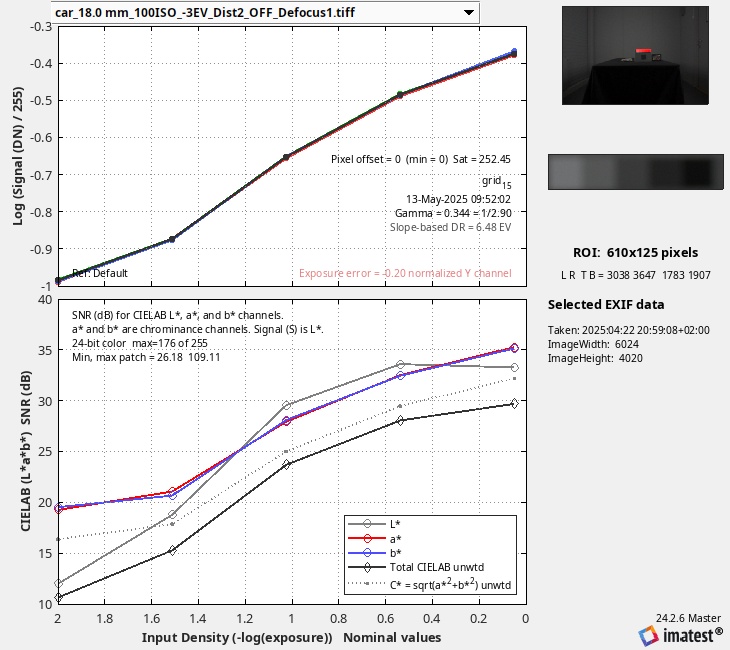 car_18.0 mm_100ISO_-3EV_Dist2_OFF_Defocus1.tiff
-0.3
-0.4
-0.5
-0.6
-0.7
-0.8
-0.9
-1
Log (Signal (DN) / 255)
Pixel offset = 0 (min = 0) Sat = 252.45
grid15
13-May-2025 09:52:02
Gamma = 0.344 = 1/2.90
Slope-based DR = 6.48 EV
Ref: Default
Exposure error = -0.20 normalized Y channel
ROI: 610x125 pixels
L R T B = 3038 3647 1783 1907
Selected EXIF data
Taken: 2025:04:22 20:59:08+02:00
ImageWidth: 6024
ImageHeight: 4020
40
35
30
25
20
15
10
CIELAB (L*a*b*) SNR (dB)
SNR (dB) for CIELAB L*, a*, and b* channels.
a* and b* are chrominance channels. Signal (S) is L*.
24-bit color max=176 of 255
Min, max patch = 26.18 109.11
L*
a*
b*
Total CIELAB unwtd
C* = sqrt(a*2+b*2) unwtd
2 1.8 1.6 1.4 1.2 1 0.8 0.6 0.4 0.2 0
Input Density (-log(exposure)) Nominal values
24.2.6 Master
imatest®